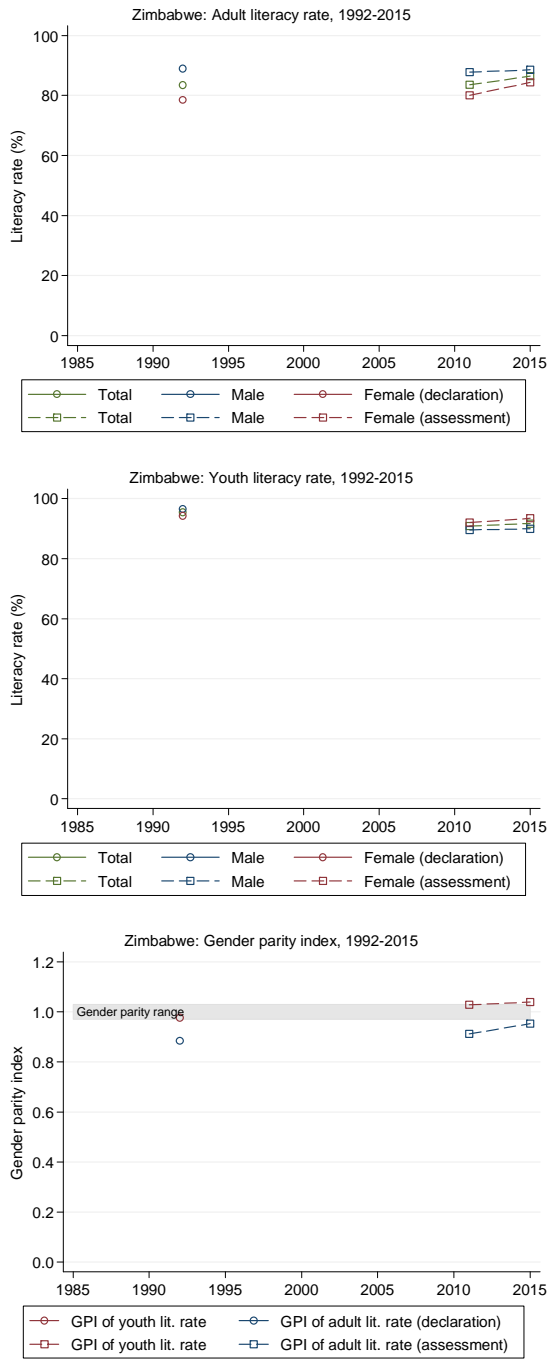 Zimbabwe: Adult literacy rate, 1992-2015
100
80
60
40
20
0
Literacy rate (%)
1985 1990 1995 2000 2005 2010 2015
Total Male Female (declaration)
Total Male Female (assessment)
Zimbabwe: Youth literacy rate, 1992-2015
100
80
60
40
20
0
Literacy rate (%)
1985 1990 1995 2000 2005 2010 2015
Total Male Female (declaration)
Total Male Female (assessment)
Zimbabwe: Gender parity index, 1992-2015
1.2
1.0
0.8
0.6
0.4
0.2
0.0
Gender parity index
Gender parity range
1985 1990 1995 2000 2005 2010 2015
GPI of youth lit. rate GPI of adult lit. rate (declaration)
GPI of youth lit. rate GPI of adult lit. rate (assessment)